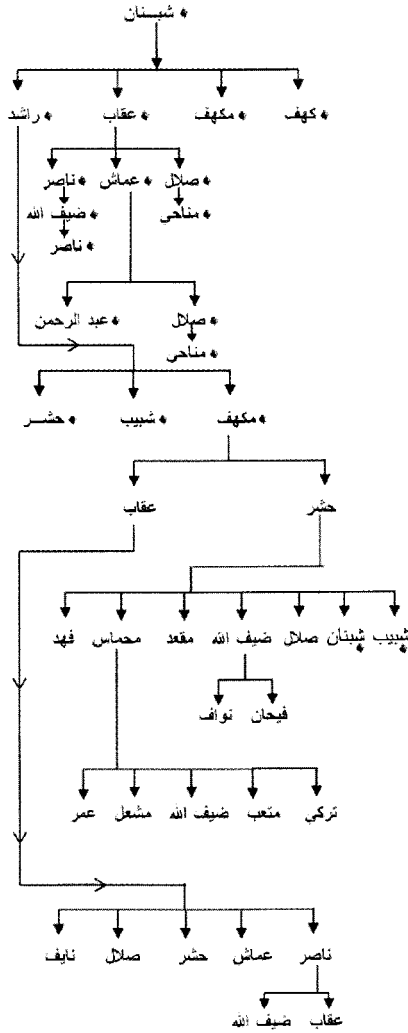 * شبـــنان
* كهف * مكهف * عقاب * راشد
* صلال * عماش * ناصر
* مناحي * ضيف الله
* ناصر
* صلال * عبد الرحمن
* مناحي
* مكهف * شبيب * حشـــر
حشر عقاب
شبيب * شبنان * صلال ضيف الله مقعد محماس فهد
فيحان نواف
تركي متعب ضيف الله مشعل عمر
ناصر عماش حشر صلال نايف
عقاب ضيف الله